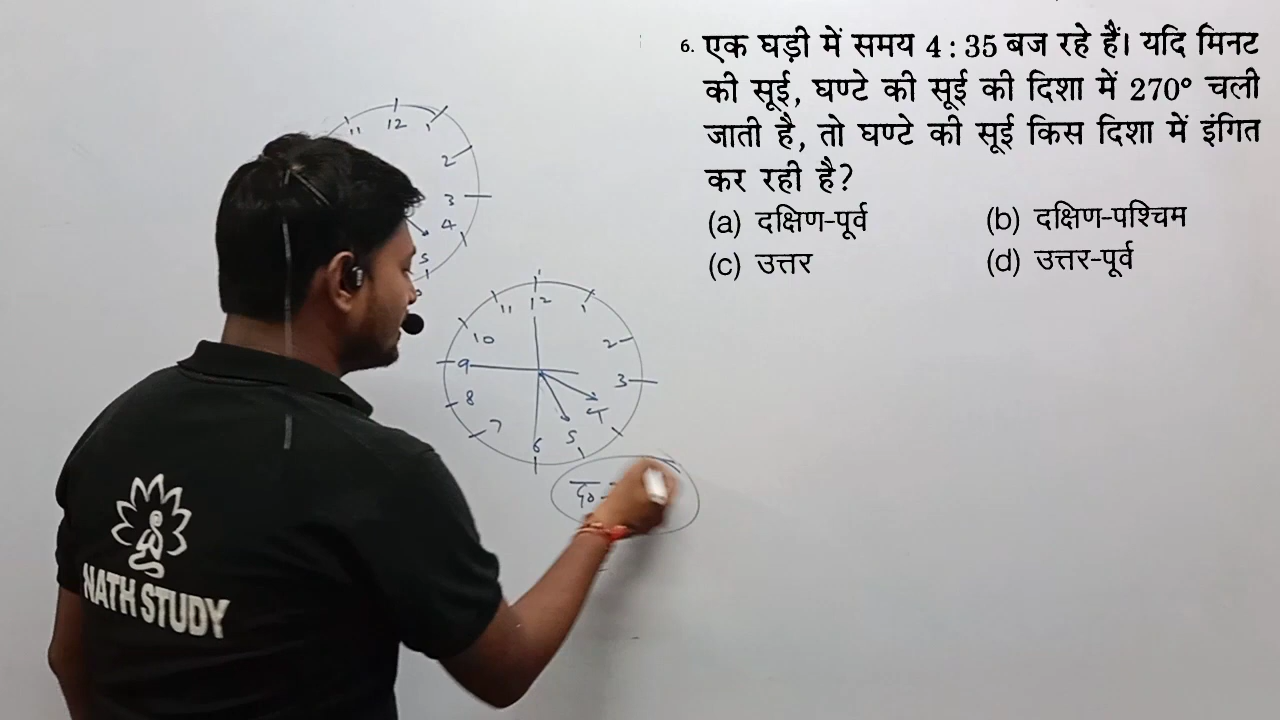 6. एक घड़ी में समय 4 : 35 बज रहे हैं। यदि मिनट
की सूई, घण्टे की सूई की दिशा में 270° चली
जाती है, तो घण्टे की सूई किस दिशा में इंगित
कर रही है?
(a) दक्षिण-पूर्व (b) दक्षिण-पश्चिम
(c) उत्तर (d) उत्तर-पूर्व
11 12 1
2
3
4
5
11 12 1
10 2
9 3
8 4
7 6 5
द०
NATH STUDY